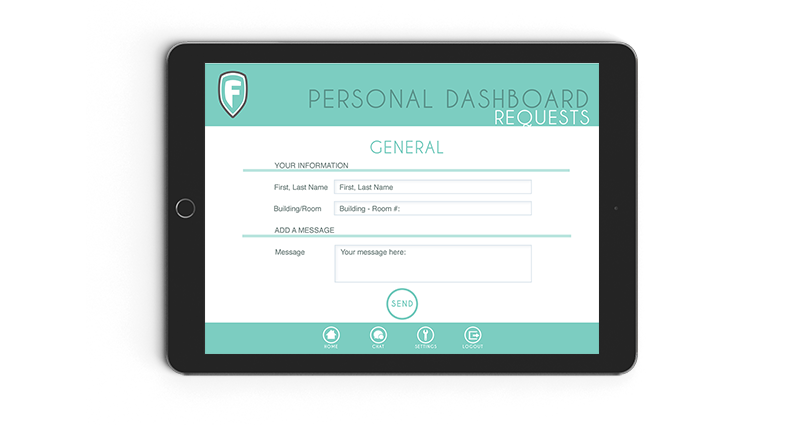 F
PERSONAL DASHBOARD
REQUESTS
GENERAL
YOUR INFORMATION
First, Last Name First, Last Name
Building/Room Building - Room #:
ADD A MESSAGE
Message Your message here:
SEND
HOME CHAT SETTINGS LOGOUT